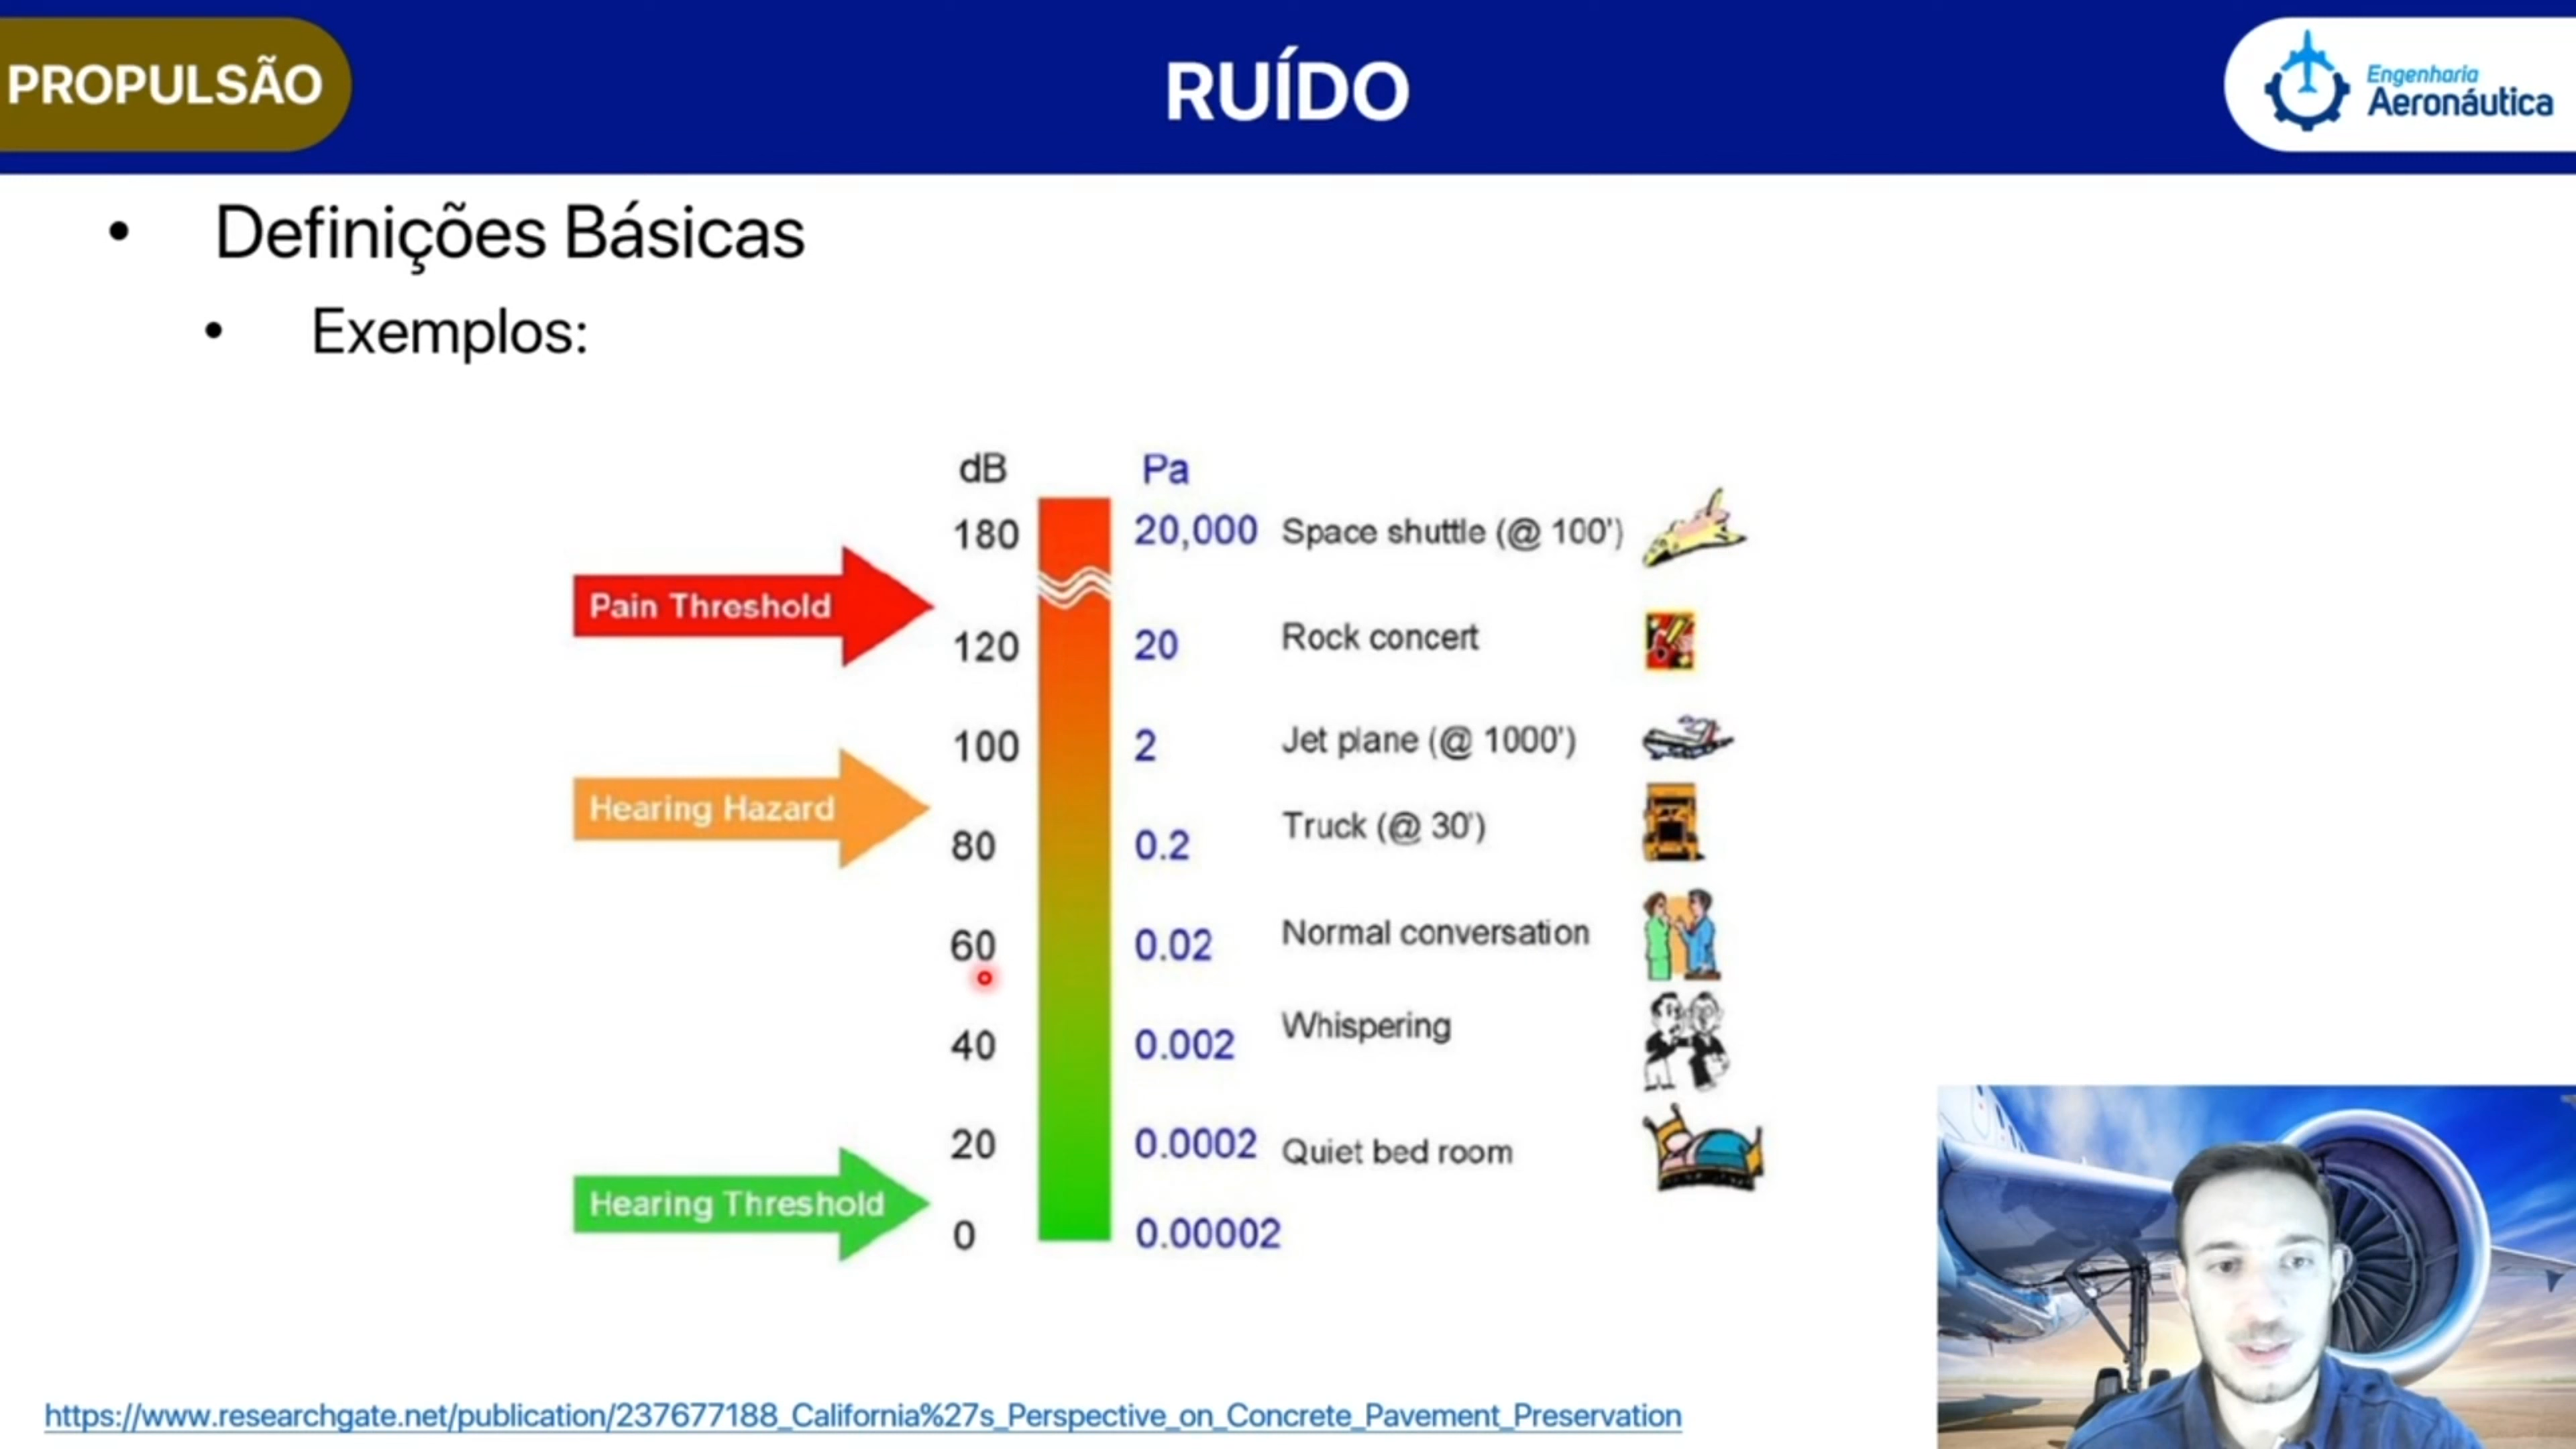 PROPULSÃO
RUÍDO
Engenharia
Aeronáutica
• Definições Básicas
• Exemplos:
dB Pa
180 20,000 Space shuttle (@ 100')
Pain Threshold
120 20 Rock concert
100 2 Jet plane (@ 1000')
Hearing Hazard
80 0.2 Truck (@ 30')
60 0.02 Normal conversation
40 0.002 Whispering
20 0.0002 Quiet bed room
Hearing Threshold
0 0.00002
https://www.researchgate.net/publication/237677188_California%27s_Perspective_on_Concrete_Pavement_Preservation